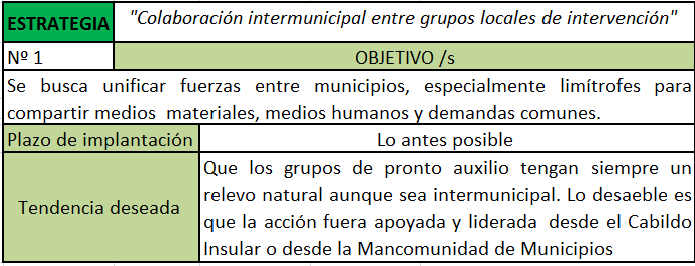 ESTRATEGIA "Colaboración intermunicipal entre grupos locales de intervención"
Nº 1 OBJETIVO /s
Se busca unificar fuerzas entre municipios, especialmente limítrofes para
compartir medios materiales, medios humanos y demandas comunes.
Plazo de implantación Lo antes posible
Tendencia deseada
Que los grupos de pronto auxilio tengan siempre un
relevo natural aunque sea intermunicipal. Lo desaeble es
que la acción fuera apoyada y liderada desde el Cabildo
Insular o desde la Mancomunidad de Municipios